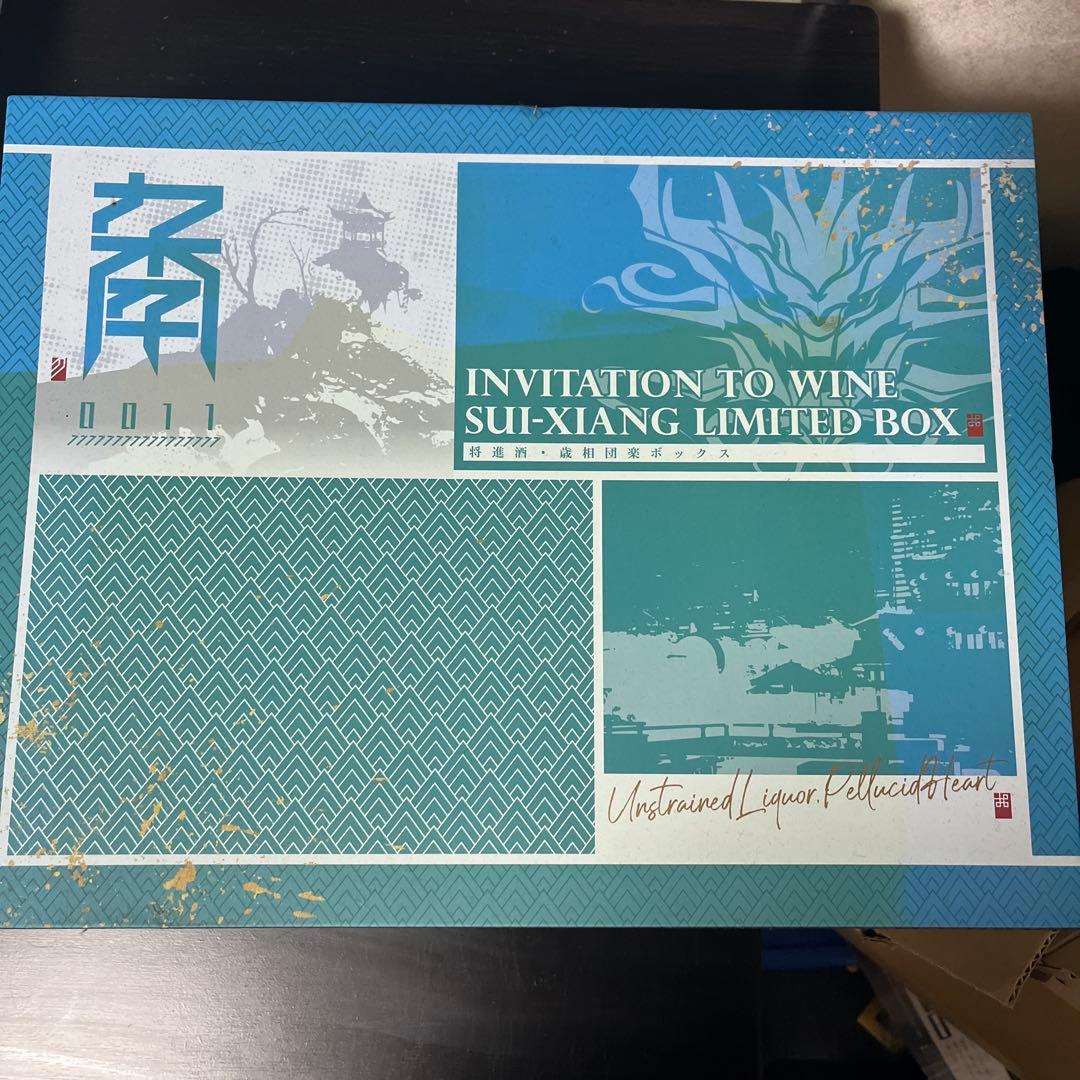 0011
INVITATION TO WINE
SUI-XIANG LIMITED BOX
将進酒・歳相団楽ボックス
Unstrained Liquor, Pellucid Heart